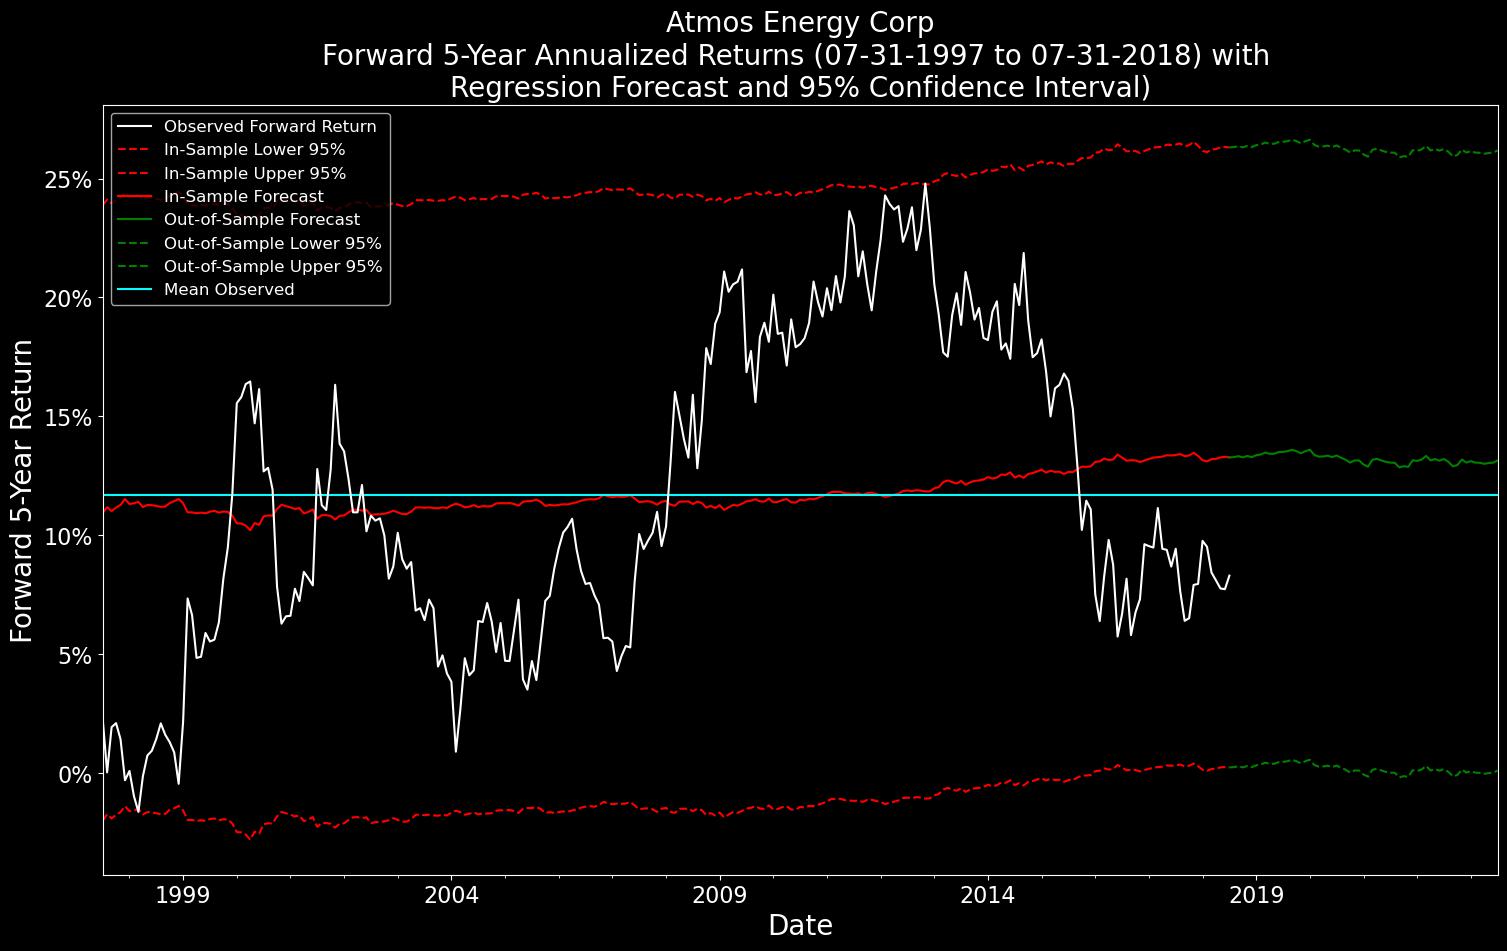 Atmos Energy Corp
Forward 5-Year Annualized Returns (07-31-1997 to 07-31-2018) with
Regression Forecast and 95% Confidence Interval)
Observed Forward Return
In-Sample Lower 95%
In-Sample Upper 95%
In-Sample Forecast
Out-of-Sample Forecast
Out-of-Sample Lower 95%
Out-of-Sample Upper 95%
Mean Observed
Forward 5-Year Return
25%
20%
15%
10%
5%
0%
1999 2004 2009 2014 2019
Date